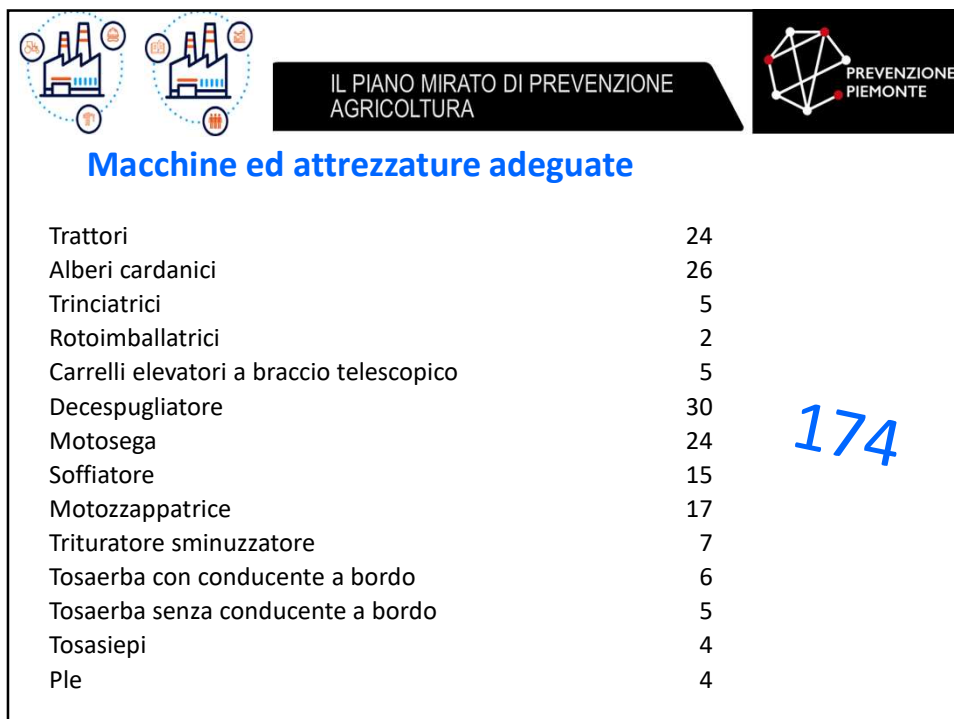 IL PIANO MIRATO DI PREVENZIONE
AGRICOLTURA
PREVENZIONE
PIEMONTE
Macchine ed attrezzature adeguate
Trattori 24
Alberi cardanici 26
Trinciatrici 5
Rotoimballatrici 2
Carrelli elevatori a braccio telescopico 5
Decespugliatore 30
Motosega 24
Soffiatore 15
Motozzappatrice 17
Trituratore sminuzzatore 7
Tosaerba con conducente a bordo 6
Tosaerba senza conducente a bordo 5
Tosasiepi 4
Ple 4
174